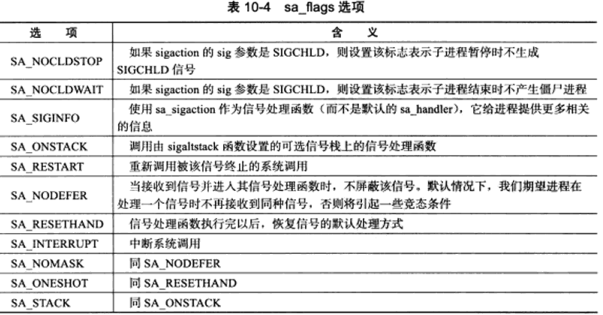 表 10-4 sa_flags 选项
选 项 含 义
SA_NOCLDSTOP 如果 sigaction 的 sig 参数是 SIGCHLD，则设置该标志表示子进程暂停时不生成
SIGCHLD 信号
SA_NOCLDWAIT 如果 sigaction 的 sig 参数是 SIGCHLD，则设置该标志表示子进程结束时不产生僵尸进程
SA_SIGINFO 使用 sa_sigaction 作为信号处理函数（而不是默认的 sa_handler），它给进程提供更多相关
的信息
SA_ONSTACK 调用由 sigaltstack 函数设置的可选信号栈上的信号处理函数
SA_RESTART 重新调用被该信号终止的系统调用
SA_NODEFER 当接收到信号并进入其信号处理函数时，不屏蔽该信号。默认情况下，我们期望进程在
处理一个信号时不再接收到同种信号，否则将引起一些竞态条件
SA_RESETHAND 信号处理函数执行完以后，恢复信号的默认处理方式
SA_INTERRUPT 中断系统调用
SA_NOMASK 同 SA_NODEFER
SA_ONESHOT 同 SA_RESETHAND
SA_STACK 同 SA_ONSTACK